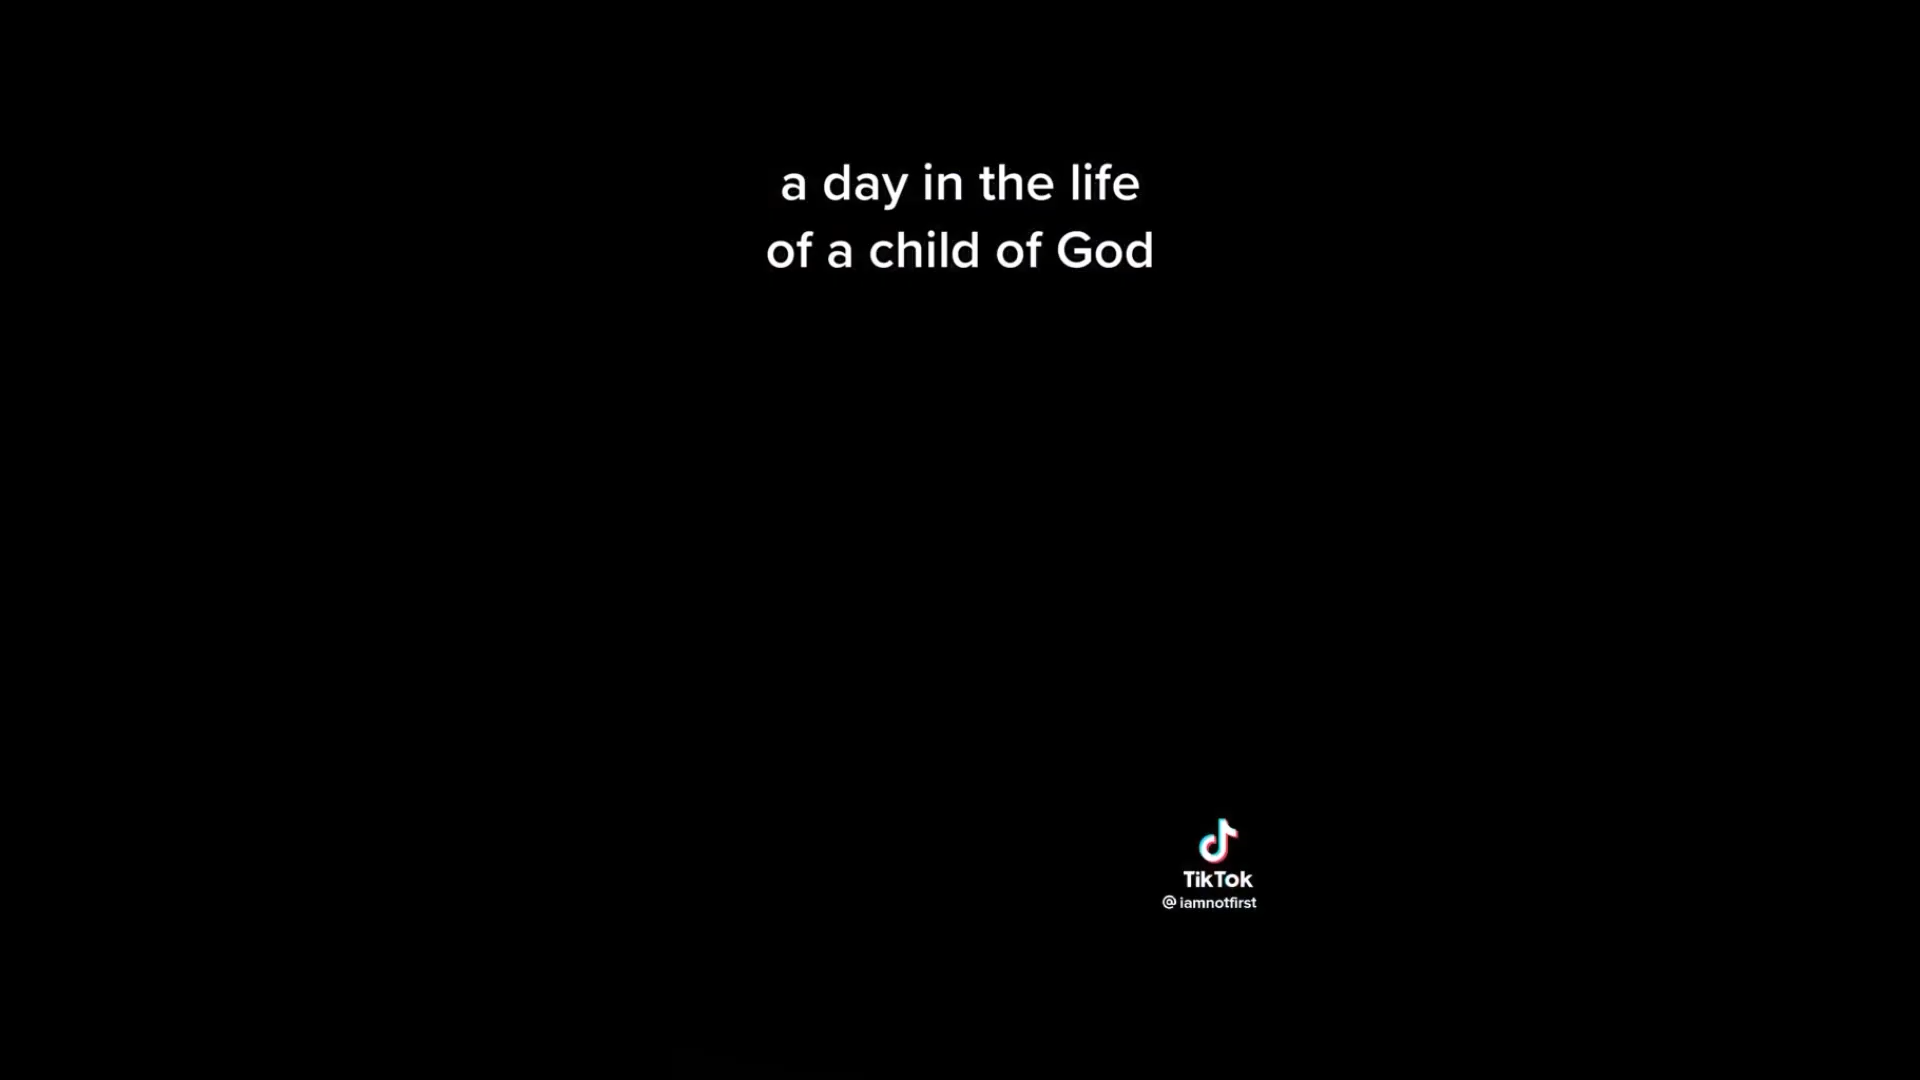 a day in the life
of a child of God
TikTok
@iamnotfirst